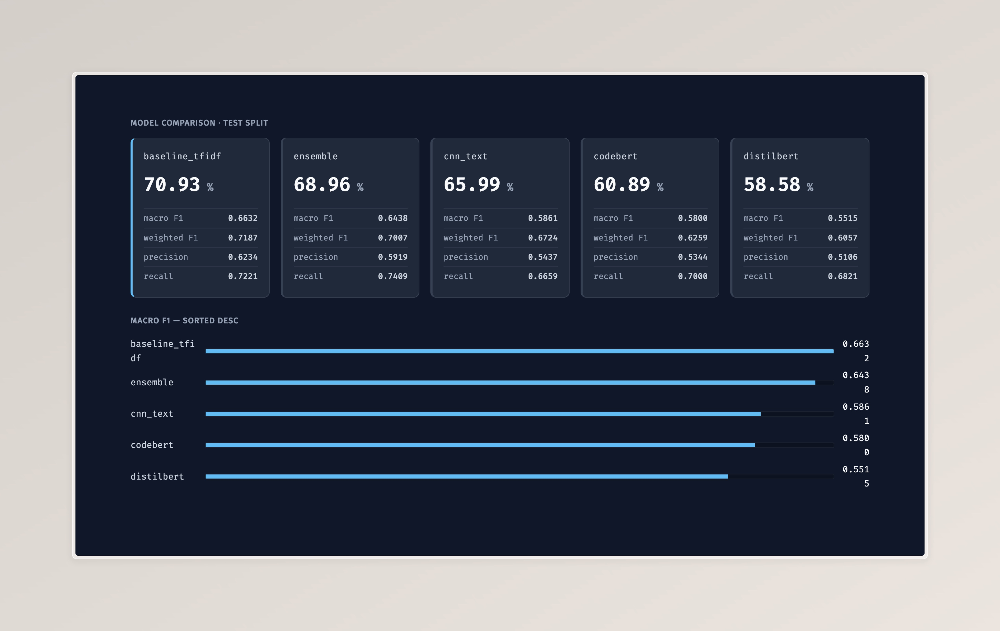 MODEL COMPARISON · TEST SPLIT
baseline_tfidf
70.93 %
macro F1 0.6632
weighted F1 0.7187
precision 0.6234
recall 0.7221
ensemble
68.96 %
macro F1 0.6438
weighted F1 0.7007
precision 0.5919
recall 0.7409
cnn_text
65.99 %
macro F1 0.5861
weighted F1 0.6724
precision 0.5437
recall 0.6659
codebert
60.89 %
macro F1 0.5800
weighted F1 0.6259
precision 0.5344
recall 0.7000
distilbert
58.58 %
macro F1 0.5515
weighted F1 0.6057
precision 0.5106
recall 0.6821
MACRO F1 — SORTED DESC
baseline_tfi
df
0.663
2
ensemble
0.643
8
cnn_text
0.586
1
codebert
0.580
0
distilbert
0.551
5